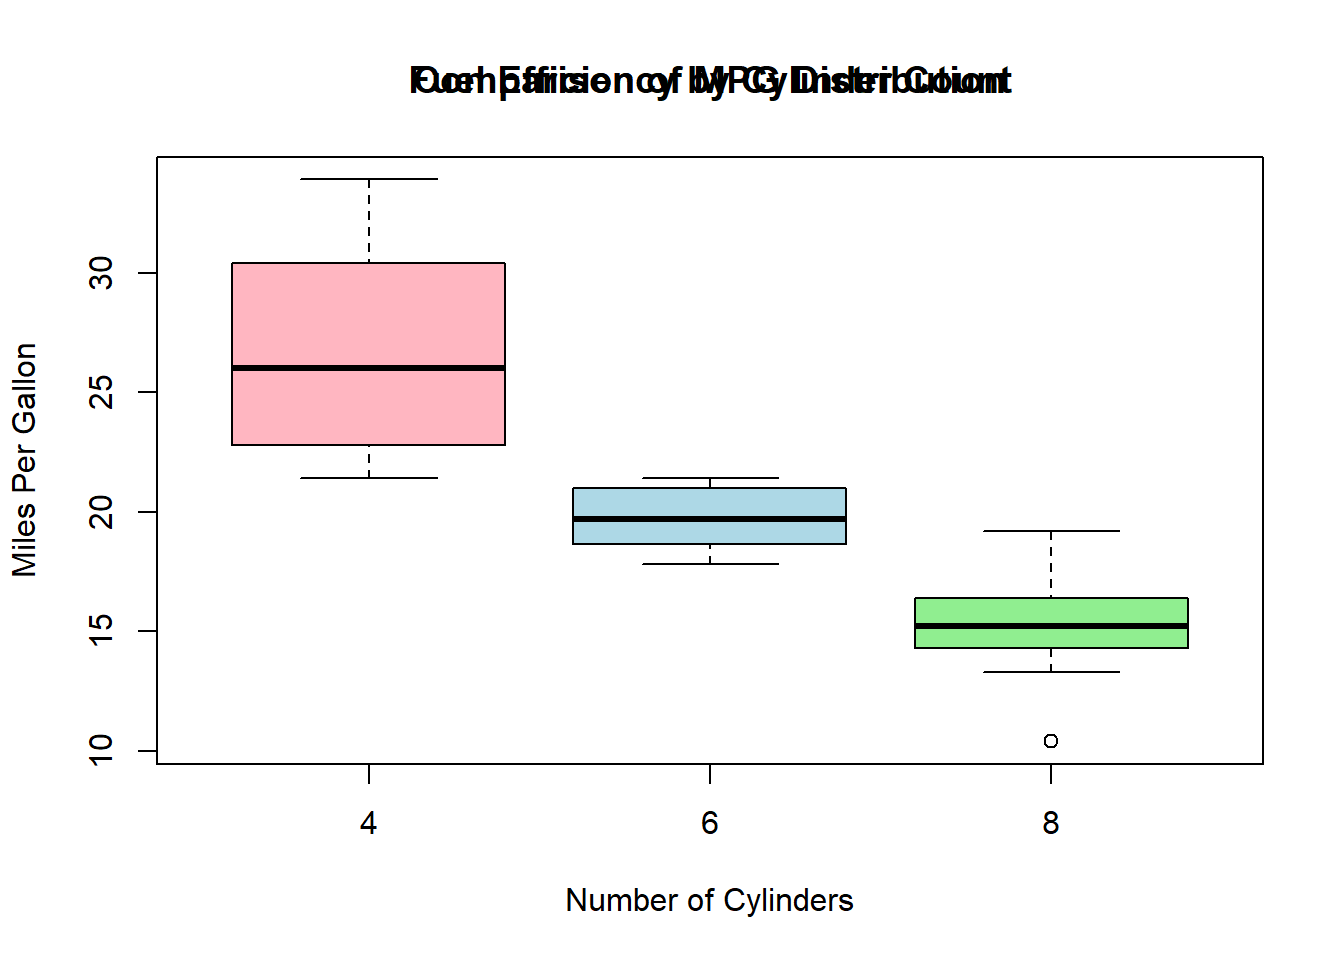 Fuel Efficiency by Cylinder Count
Comparison of MPG Distribution
Miles Per Gallon
30
25
20
15
10
4 6 8
Number of Cylinders